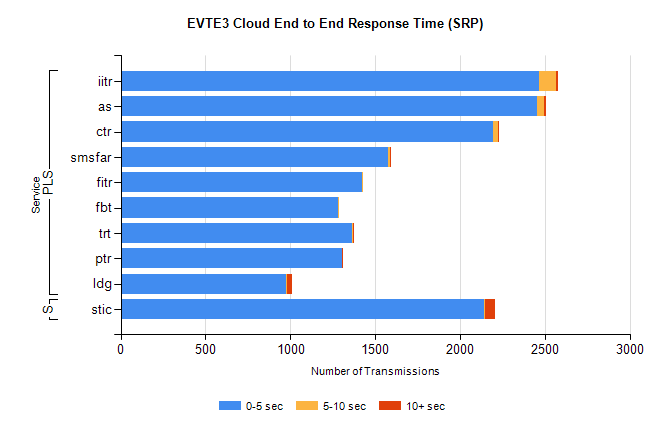 EVTE3 Cloud End to End Response Time (SRP)
Service
PLS
LS
iitr
as
ctr
smsfar
fitr
fbt
trt
ptr
ldg
stic
0 500 1000 1500 2000 2500 3000
Number of Transmissions
0-5 sec 5-10 sec 10+ sec